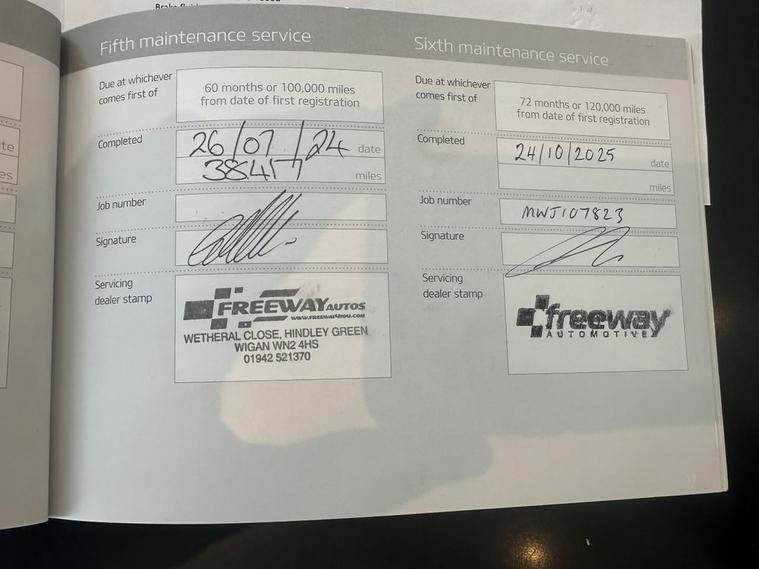 Fifth maintenance service
Due at whichever
comes first of
60 months or 100,000 miles
from date of first registration
Completed
26/07/24 date
38417 miles
Job number
Signature
Servicing
dealer stamp
FREEWAY AUTOS
WETHERAL CLOSE, HINDLEY GREEN
WIGAN WN2 4HS
01942 521370
Sixth maintenance service
Due at whichever
comes first of
72 months or 120,000 miles
from date of first registration
Completed
24/10/2025 date
miles
Job number
MWJ107823
Signature
Servicing
dealer stamp
freeway
AUTOMOTIVE
17